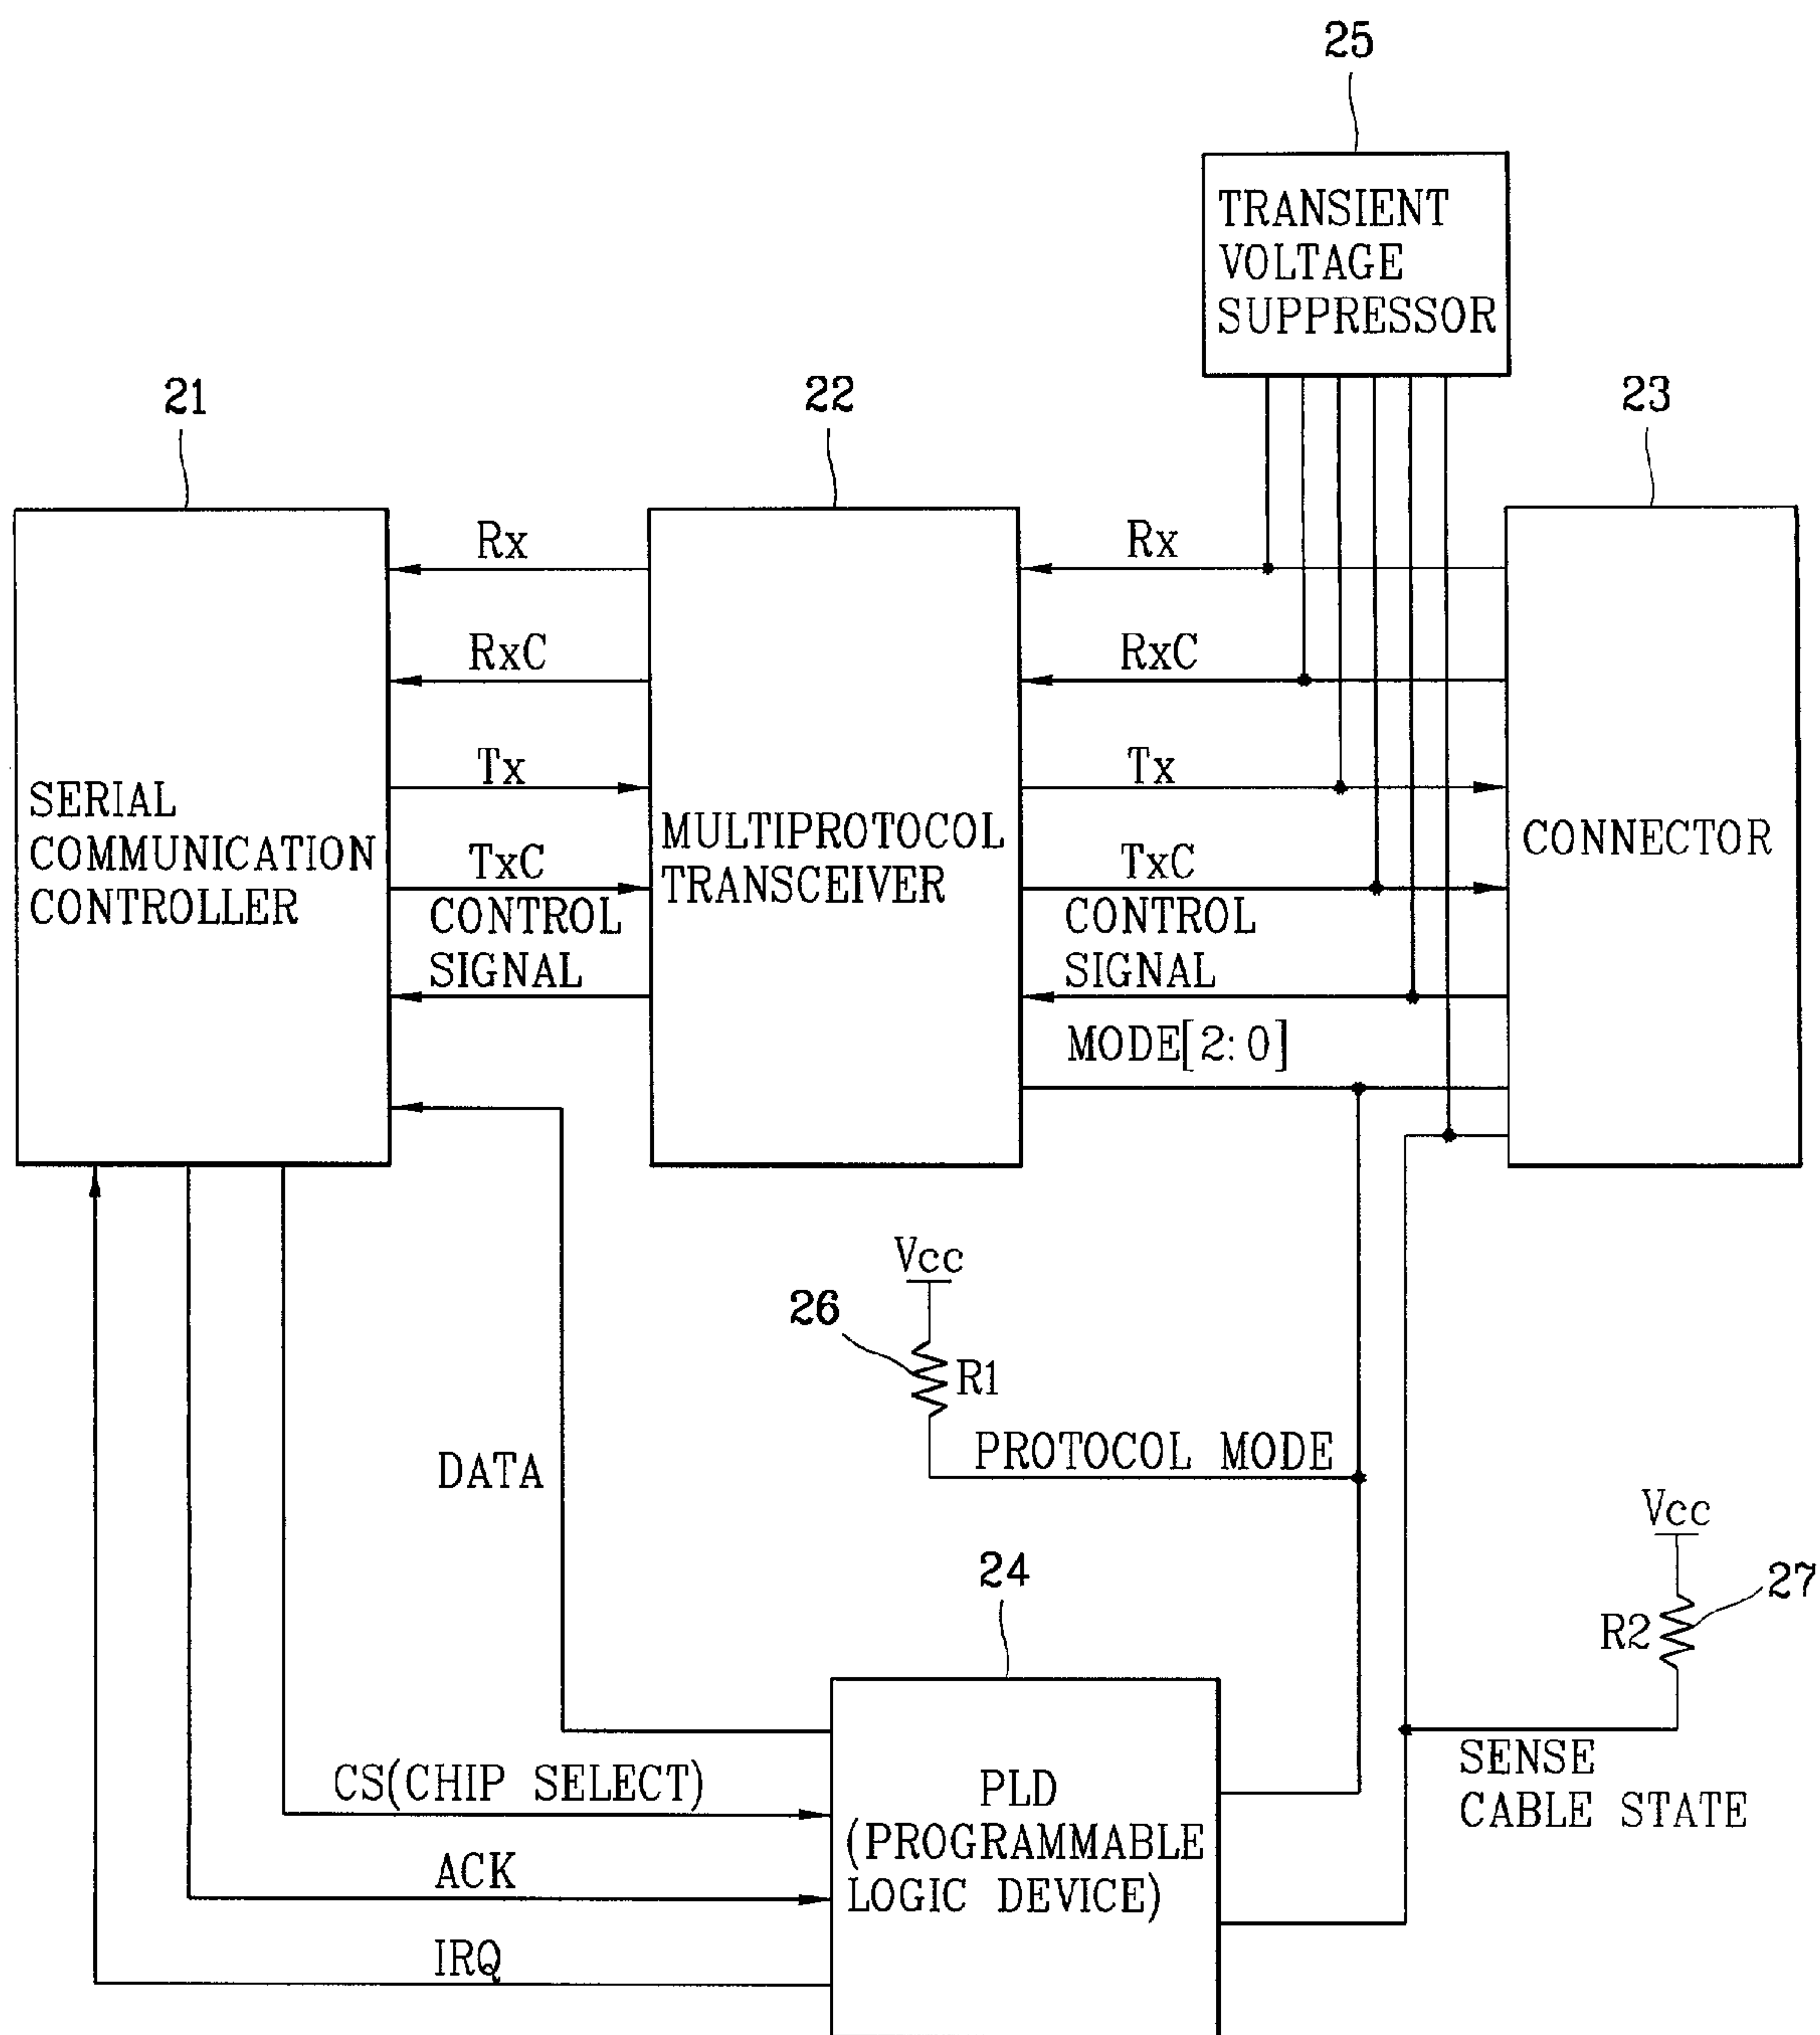 25
TRANSIENT
VOLTAGE
SUPPRESSOR
21
22
23
Rx
Rx
RxC
RxC
Tx
Tx
SERIAL
COMMUNICATION
CONTROLLER
MULTIPROTOCOL
TRANSCEIVER
CONNECTOR
TxC
CONTROL
SIGNAL
TxC
CONTROL
SIGNAL
MODE[2:0]
Vcc
26
R1
PROTOCOL MODE
DATA
Vcc
27
R2
24
SENSE
CABLE STATE
CS(CHIP SELECT)
PLD
(PROGRAMMABLE
LOGIC DEVICE)
ACK
IRQ